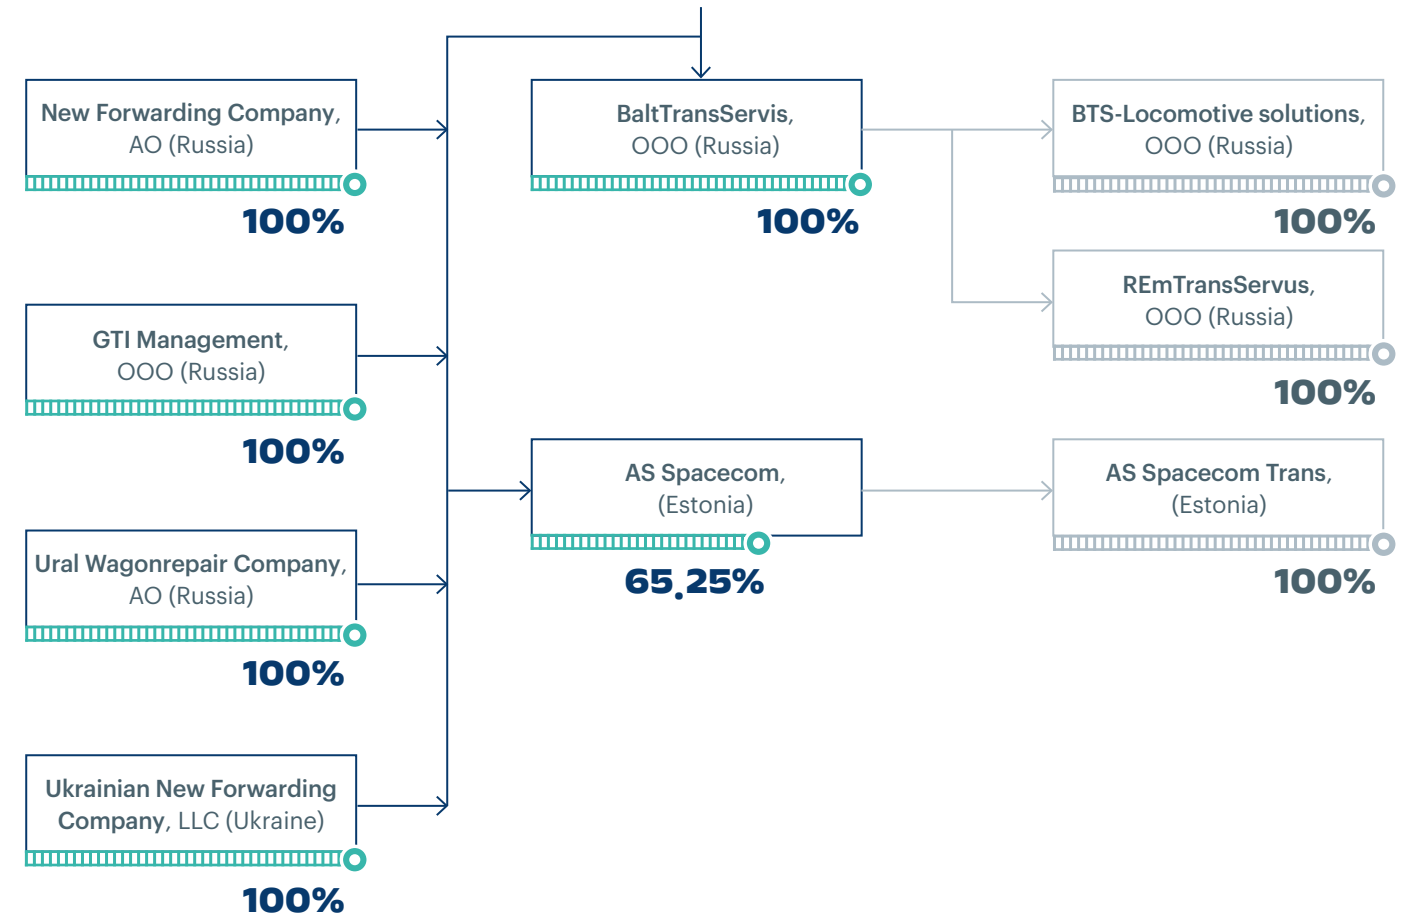 New Forwarding Company,
AO (Russia)
100%
GTI Management,
OOO (Russia)
100%
Ural Wagonrepair Company,
AO (Russia)
100%
Ukrainian New Forwarding
Company, LLC (Ukraine)
100%
BaltTransServis,
OOO (Russia)
100%
AS Spacecom,
(Estonia)
65.25%
BTS-Locomotive solutions,
OOO (Russia)
100%
REmTransServus,
OOO (Russia)
100%
AS Spacecom Trans,
(Estonia)
100%